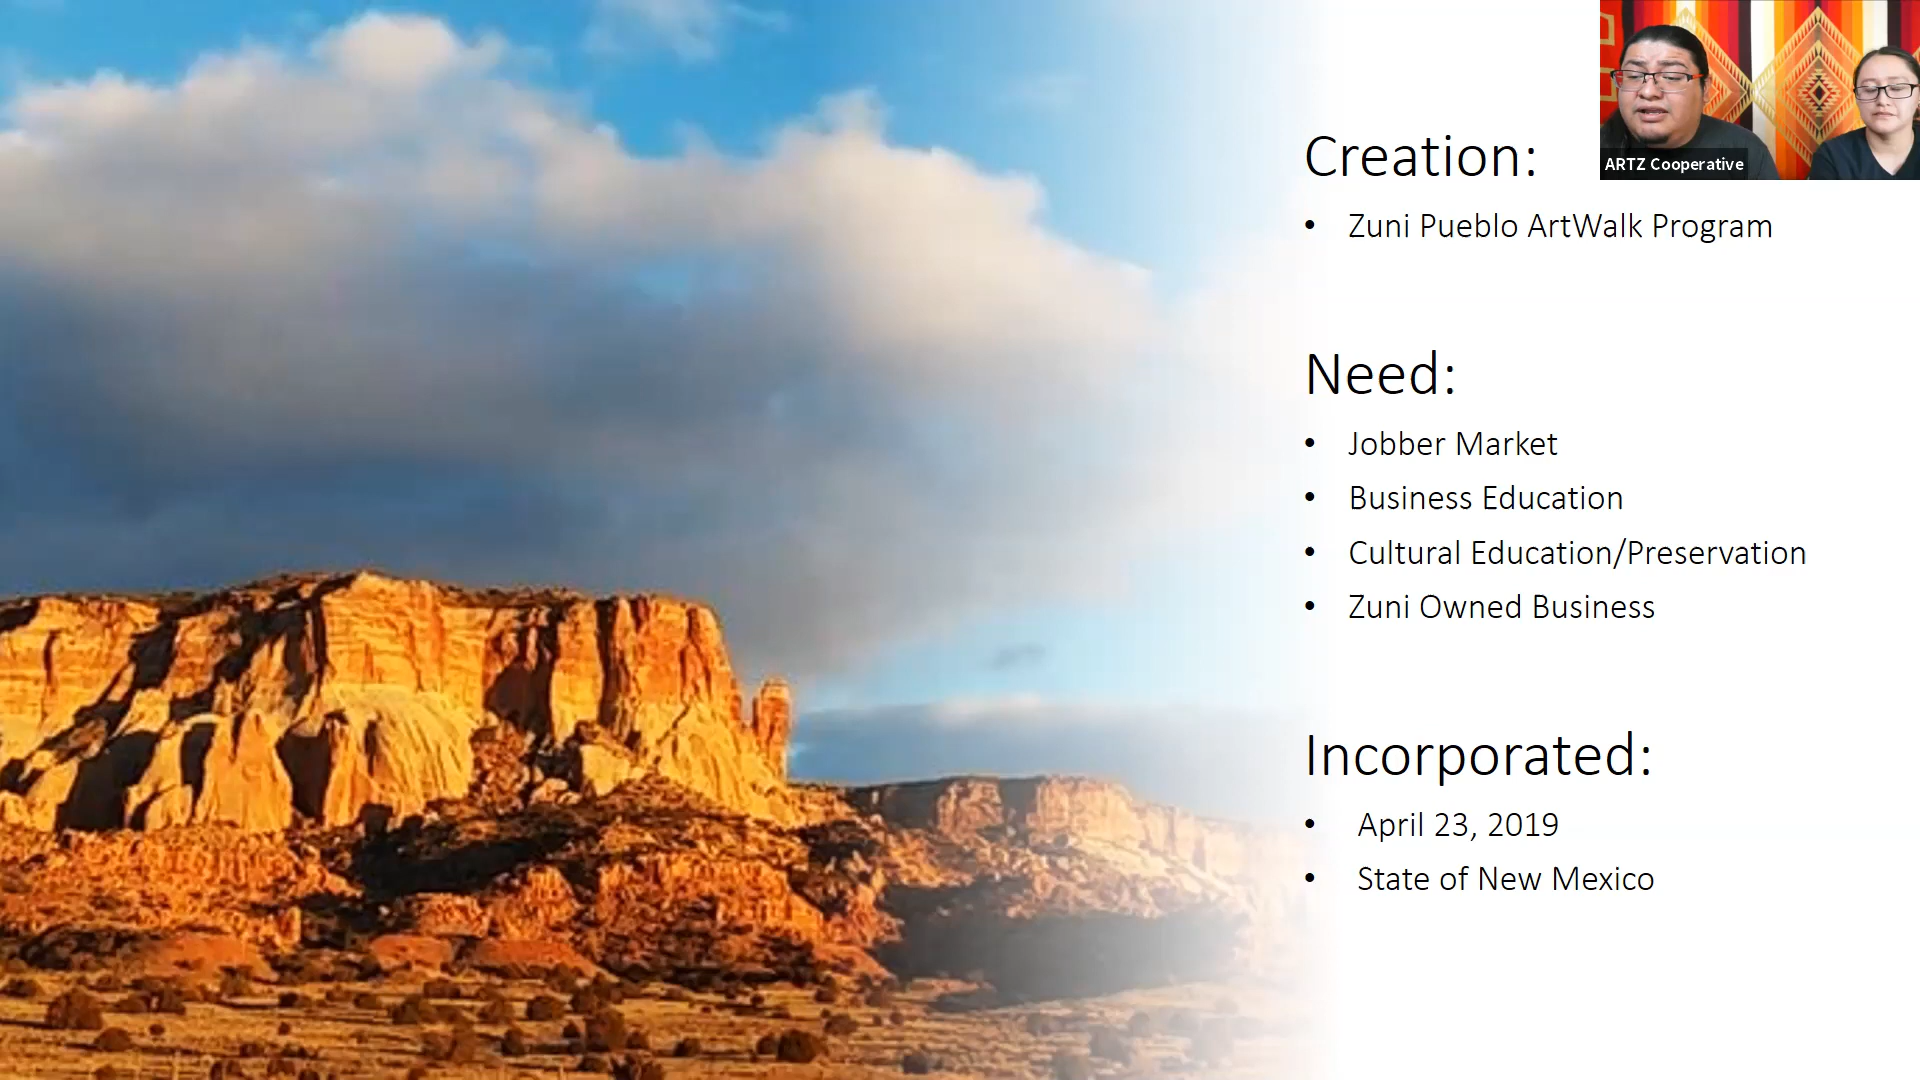 ARTZ Cooperative
Creation:
• Zuni Pueblo ArtWalk Program
Need:
• Jobber Market
• Business Education
• Cultural Education/Preservation
• Zuni Owned Business
Incorporated:
• April 23, 2019
• State of New Mexico